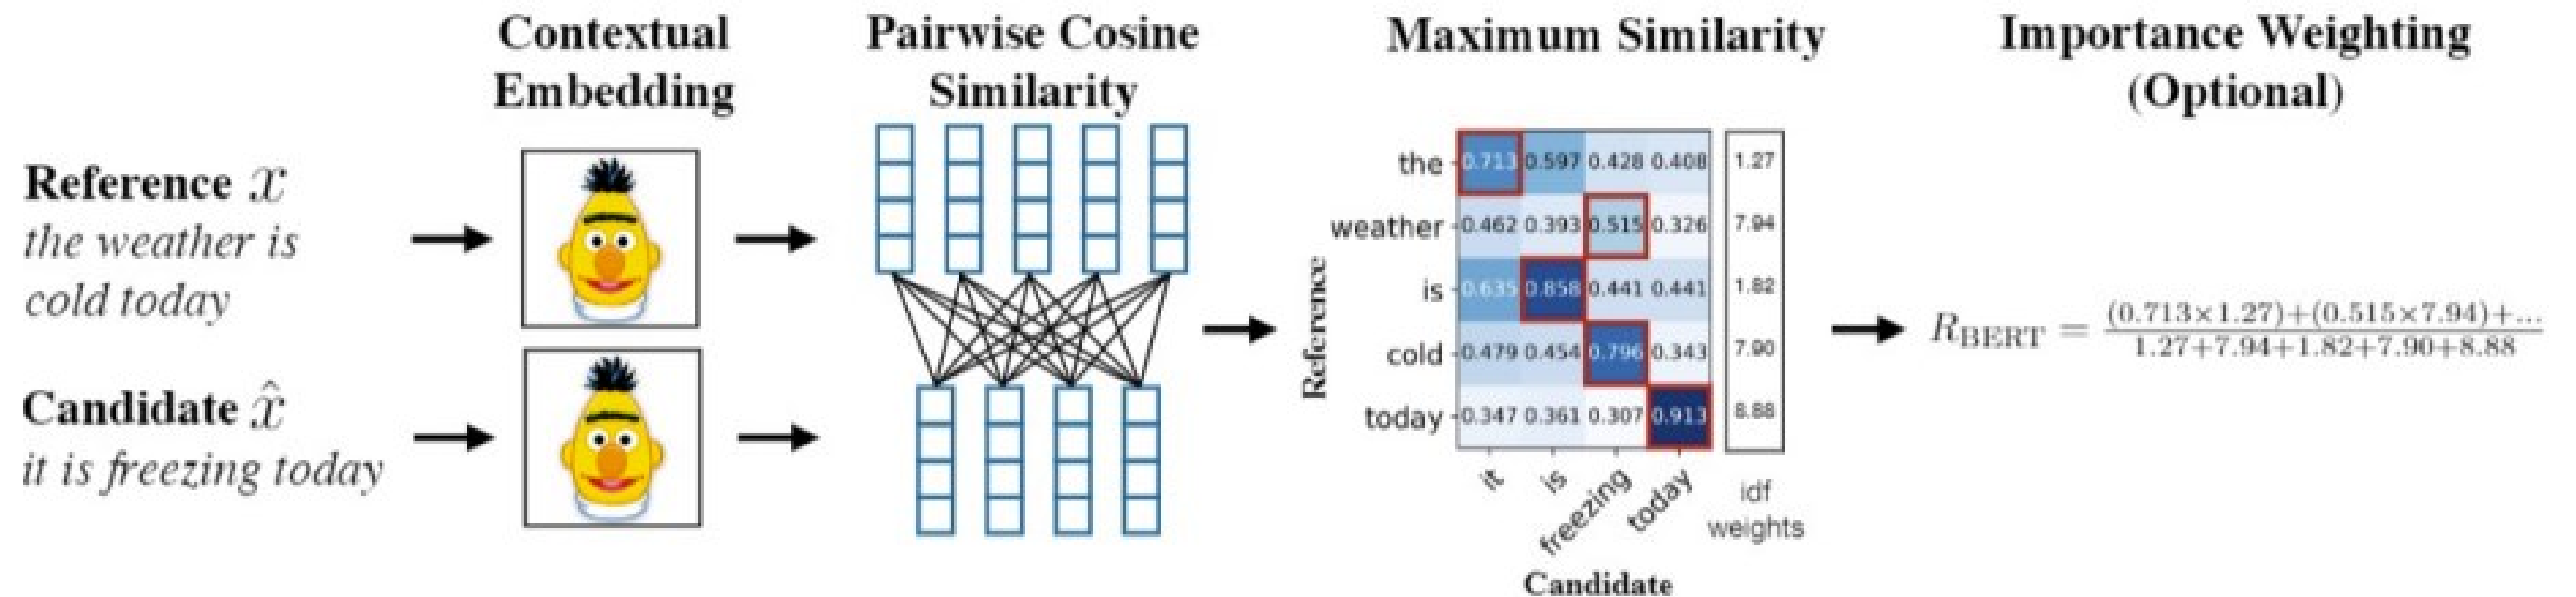 Contextual
Embedding
Pairwise Cosine
Similarity
Maximum Similarity
Importance Weighting
(Optional)
Reference x
the weather is
cold today
Candidate x̂
it is freezing today
the 0.713 0.597 0.428 0.408 1.27
weather 0.462 0.393 0.515 0.326 7.94
is 0.635 0.858 0.441 0.441 1.82
cold 0.479 0.454 0.796 0.343 7.90
today 0.347 0.361 0.307 0.913 8.88
Reference
it is freezing today
idf
weights
Candidate
R_BERT = (0.713×1.27)+(0.515×7.94)+...
1.27+7.94+1.82+7.90+8.88